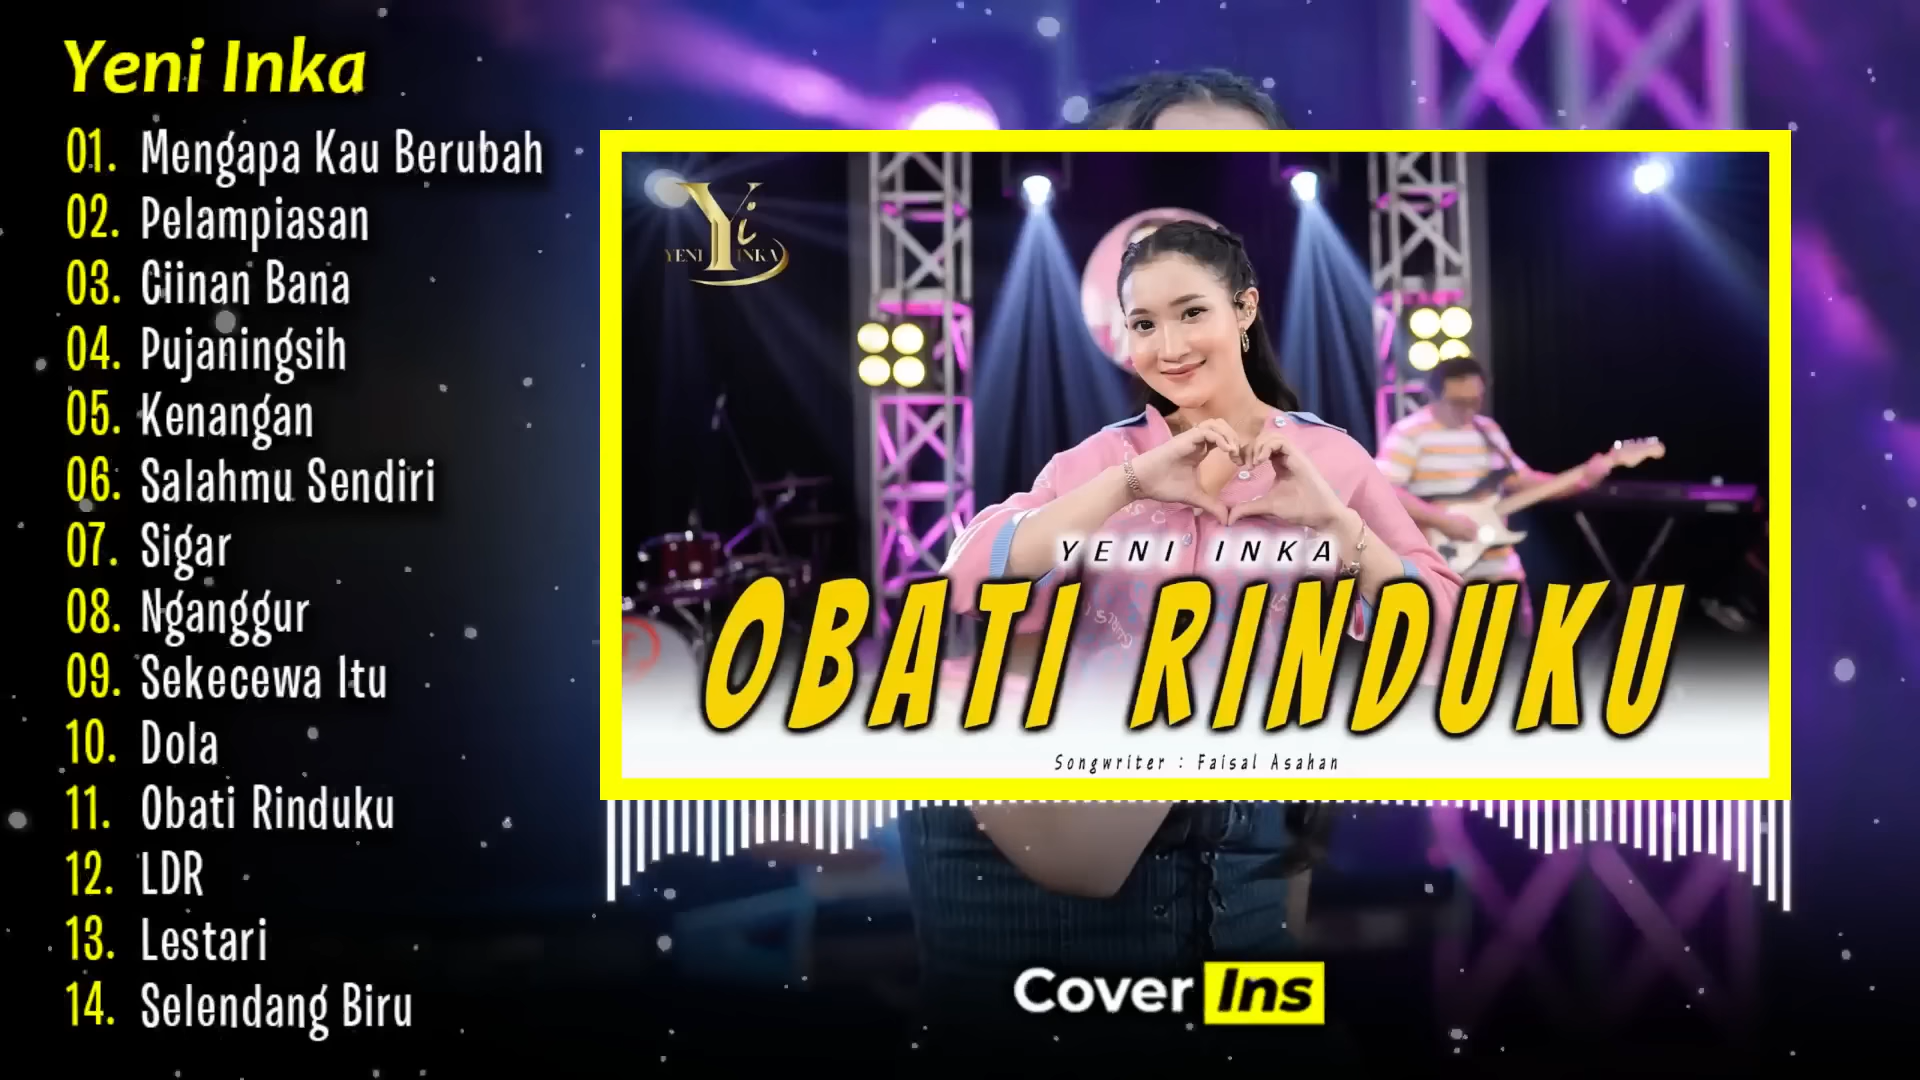 Yeni Inka
01. Mengapa Kau Berubah
02. Pelampiasan
03. Ciinan Bana
04. Pujaningsih
05. Kenangan
06. Salahmu Sendiri
07. Sigar
08. Nganggur
09. Sekecewa Itu
10. Dola
11. Obati Rinduku
12. LDR
13. Lestari
14. Selendang Biru
Yi
YENI INKA
YENI INKA
OBATI RINDUKU
Songwriter : Faisal Asahan
Cover Ins